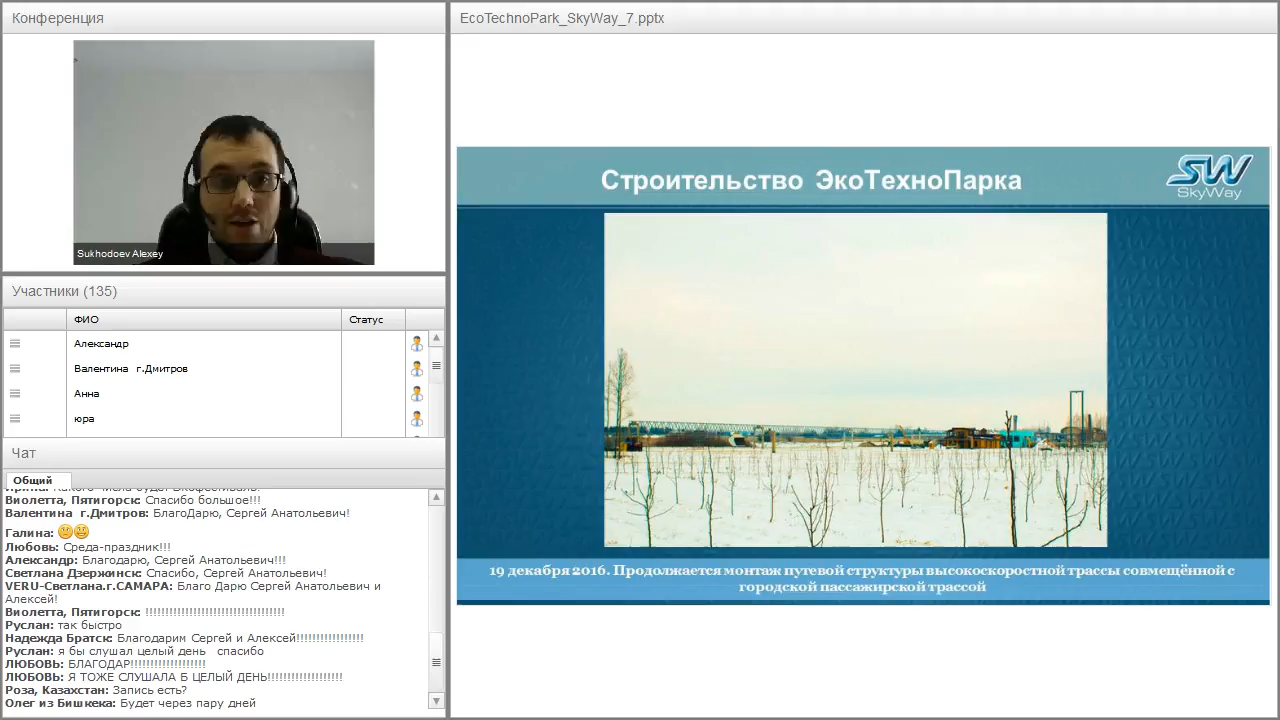 Конференция
Sukhodoev Alexey
Участники (135)
ФИО
Статус
Александр
Валентина г.Дмитров
Анна
юра
Чат
Общий
Виолетта, Пятигорск: Спасибо большое!!!
Валентина г.Дмитров: БлагоДарю, Сергей Анатольевич!
Галина:
Любовь: Среда-праздник!!!
Александр: Благодарю, Сергей Анатольевич!!!
Светлана Дзержинск: Спасибо, Сергей Анатольевич!
VERU-Светлана.г.САМАРА: Благо Дарю Сергей Анатольевич и
Алексей!
Виолетта, Пятигорск: !!!!!!!!!!!!!!!!!!!!!!!!!!!!!!!!!!
Руслан: так быстро
Надежда Братск: Благодарим Сергей и Алексей!!!!!!!!!!!!!!!!!
Руслан: я бы слушал целый день спасибо
ЛЮБОВЬ: БЛАГОДАР!!!!!!!!!!!!!!!!!!!
ЛЮБОВЬ: Я ТОЖЕ СЛУШАЛА Б ЦЕЛЫЙ ДЕНЬ!!!!!!!!!!!!!!!!!!!
Роза, Казахстан: Запись есть?
Олег из Бишкека: Будет через пару дней
EcoTechnoPark_SkyWay_7.pptx
Строительство ЭкоТехноПарка
SW
SkyWay
19 декабря 2016. Продолжается монтаж путевой структуры высокоскоростной трассы совмещённой с
городской пассажирской трассой